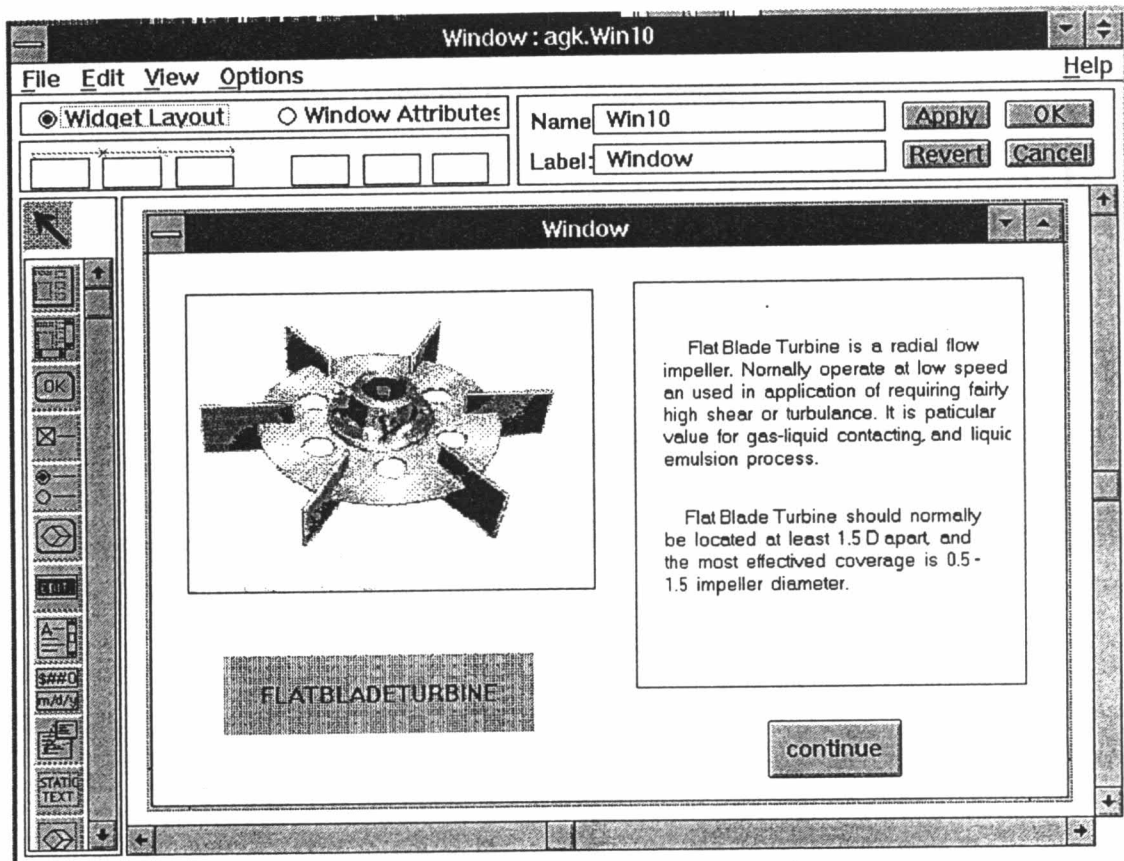 Window : agk.Win10
File Edit View Options Help
Widget Layout Window Attributes
Name Win10 Apply OK
Label: Window Revert Cancel
Window
OK
EDIT
A
$##0
m/d/y
STATIC
TEXT
Flat Blade Turbine is a radial flow
impeller. Normally operate at low speed
an used in application of requiring fairly
high shear or turbulance. It is paticular
value for gas-liquid contacting, and liquic
emulsion process.
Flat Blade Turbine should normally
be located at least 1.5 D apart, and
the most effectived coverage is 0.5 -
1.5 impeller diameter.
FLATBLADETURBINE
continue